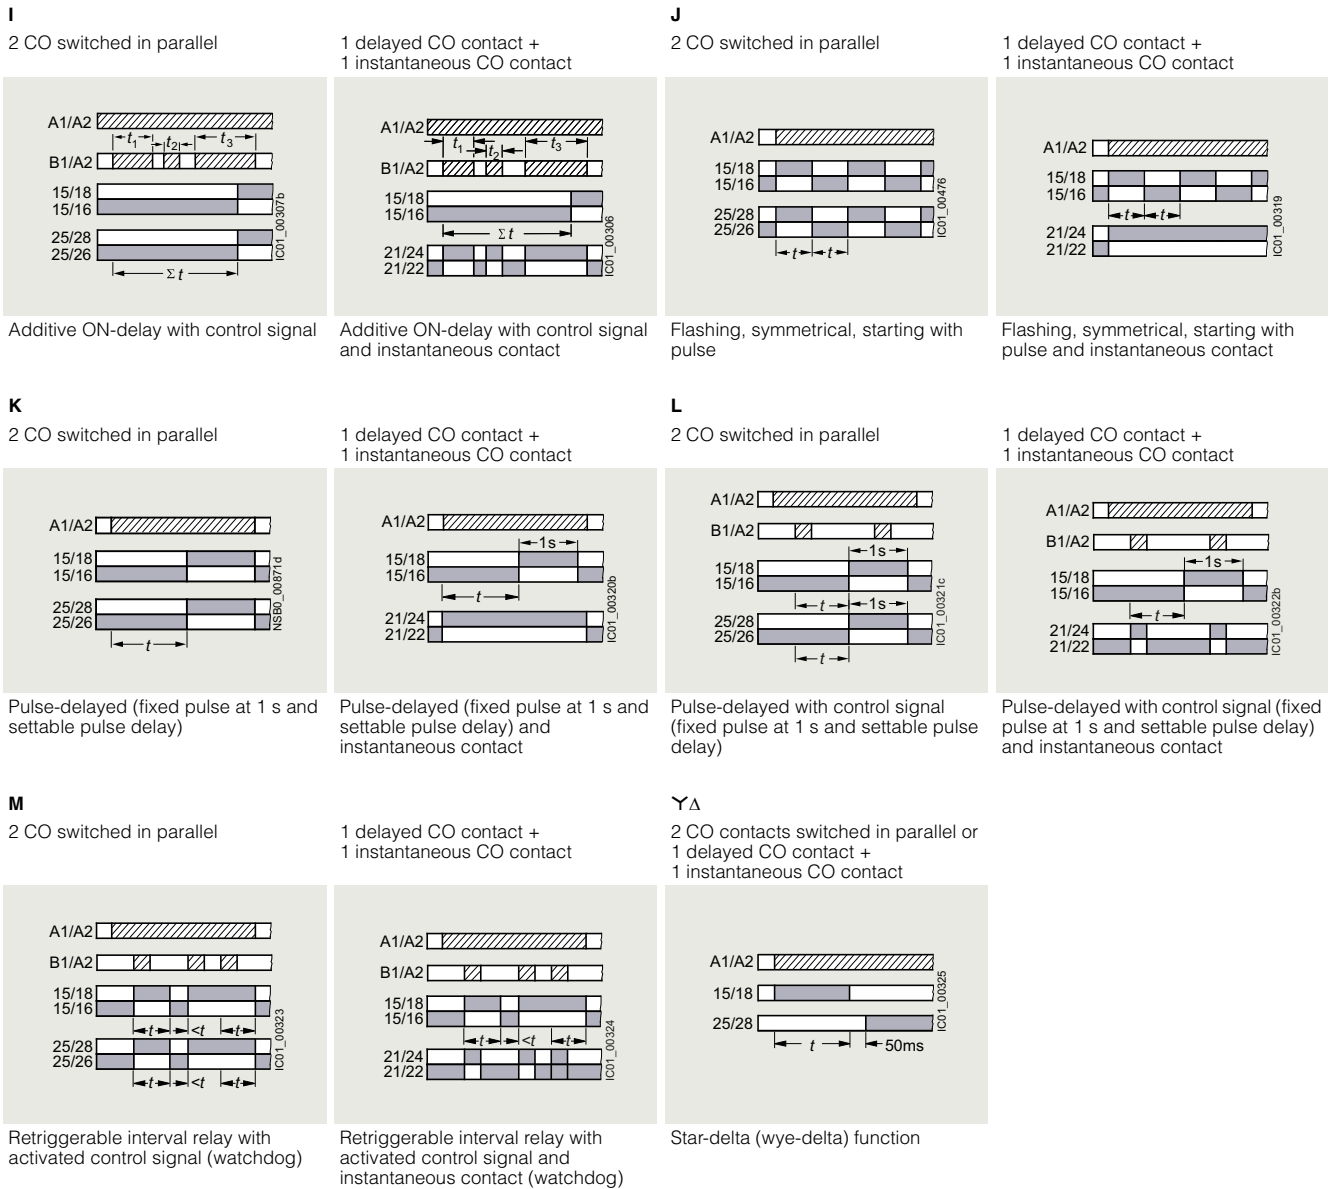 I
2 CO switched in parallel
1 delayed CO contact +
1 instantaneous CO contact
A1/A2
t1
t2
t3
B1/A2
15/18
15/16
25/28
25/26
Σ t
IC01_00307b
A1/A2
t1
t2
t3
B1/A2
15/18
15/16
Σ t
21/24
21/22
IC01_00306
Additive ON-delay with control signal
Additive ON-delay with control signal
and instantaneous contact
J
2 CO switched in parallel
1 delayed CO contact +
1 instantaneous CO contact
A1/A2
15/18
15/16
25/28
25/26
t
t
IC01_00476
A1/A2
15/18
15/16
t
t
21/24
21/22
IC01_00319
Flashing, symmetrical, starting with
pulse
Flashing, symmetrical, starting with
pulse and instantaneous contact
K
2 CO switched in parallel
1 delayed CO contact +
1 instantaneous CO contact
A1/A2
15/18
15/16
25/28
25/26
t
NSB0_00871d
A1/A2
1s
15/18
15/16
t
21/24
21/22
IC01_00320b
Pulse-delayed (fixed pulse at 1 s and
settable pulse delay)
Pulse-delayed (fixed pulse at 1 s and
settable pulse delay) and
instantaneous contact
L
2 CO switched in parallel
1 delayed CO contact +
1 instantaneous CO contact
A1/A2
B1/A2
1s
15/18
15/16
t
1s
25/28
25/26
t
IC01_00321c
A1/A2
B1/A2
1s
15/18
15/16
t
21/24
21/22
IC01_00322b
Pulse-delayed with control signal
(fixed pulse at 1 s and settable pulse
delay)
Pulse-delayed with control signal (fixed
pulse at 1 s and settable pulse delay)
and instantaneous contact
M
2 CO switched in parallel
1 delayed CO contact +
1 instantaneous CO contact
A1/A2
B1/A2
15/18
15/16
t
<t
t
25/28
25/26
t
<t
t
IC01_00323
A1/A2
B1/A2
15/18
15/16
t
<t
t
21/24
21/22
IC01_00324
Retriggerable interval relay with
activated control signal (watchdog)
Retriggerable interval relay with
activated control signal and
instantaneous contact (watchdog)
YΔ
2 CO contacts switched in parallel or
1 delayed CO contact +
1 instantaneous CO contact
A1/A2
15/18
25/28
t
50ms
IC01_00325
Star-delta (wye-delta) function